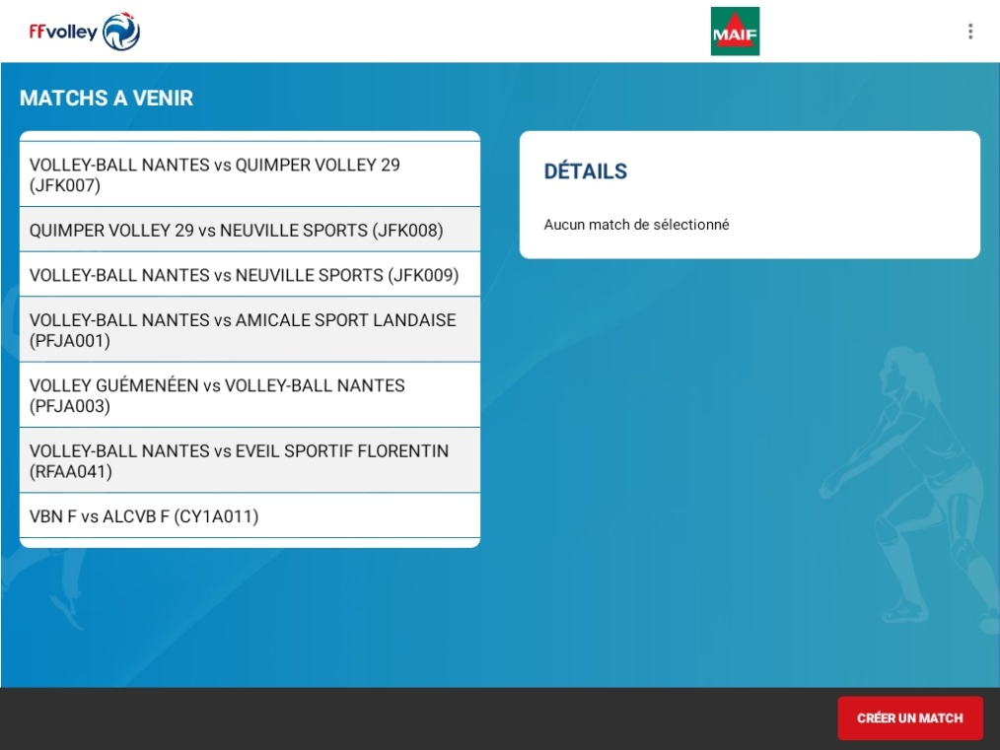 FFvolley
MAIF
MATCHS A VENIR
VOLLEY-BALL NANTES vs QUIMPER VOLLEY 29
(JFK007)
QUIMPER VOLLEY 29 vs NEUVILLE SPORTS (JFK008)
VOLLEY-BALL NANTES vs NEUVILLE SPORTS (JFK009)
VOLLEY-BALL NANTES vs AMICALE SPORT LANDAISE
(PFJA001)
VOLLEY GUÉMENÉEN vs VOLLEY-BALL NANTES
(PFJA003)
VOLLEY-BALL NANTES vs EVEIL SPORTIF FLORENTIN
(RFAA041)
VBN F vs ALCVB F (CY1A011)
DÉTAILS
Aucun match de sélectionné
CRÉER UN MATCH